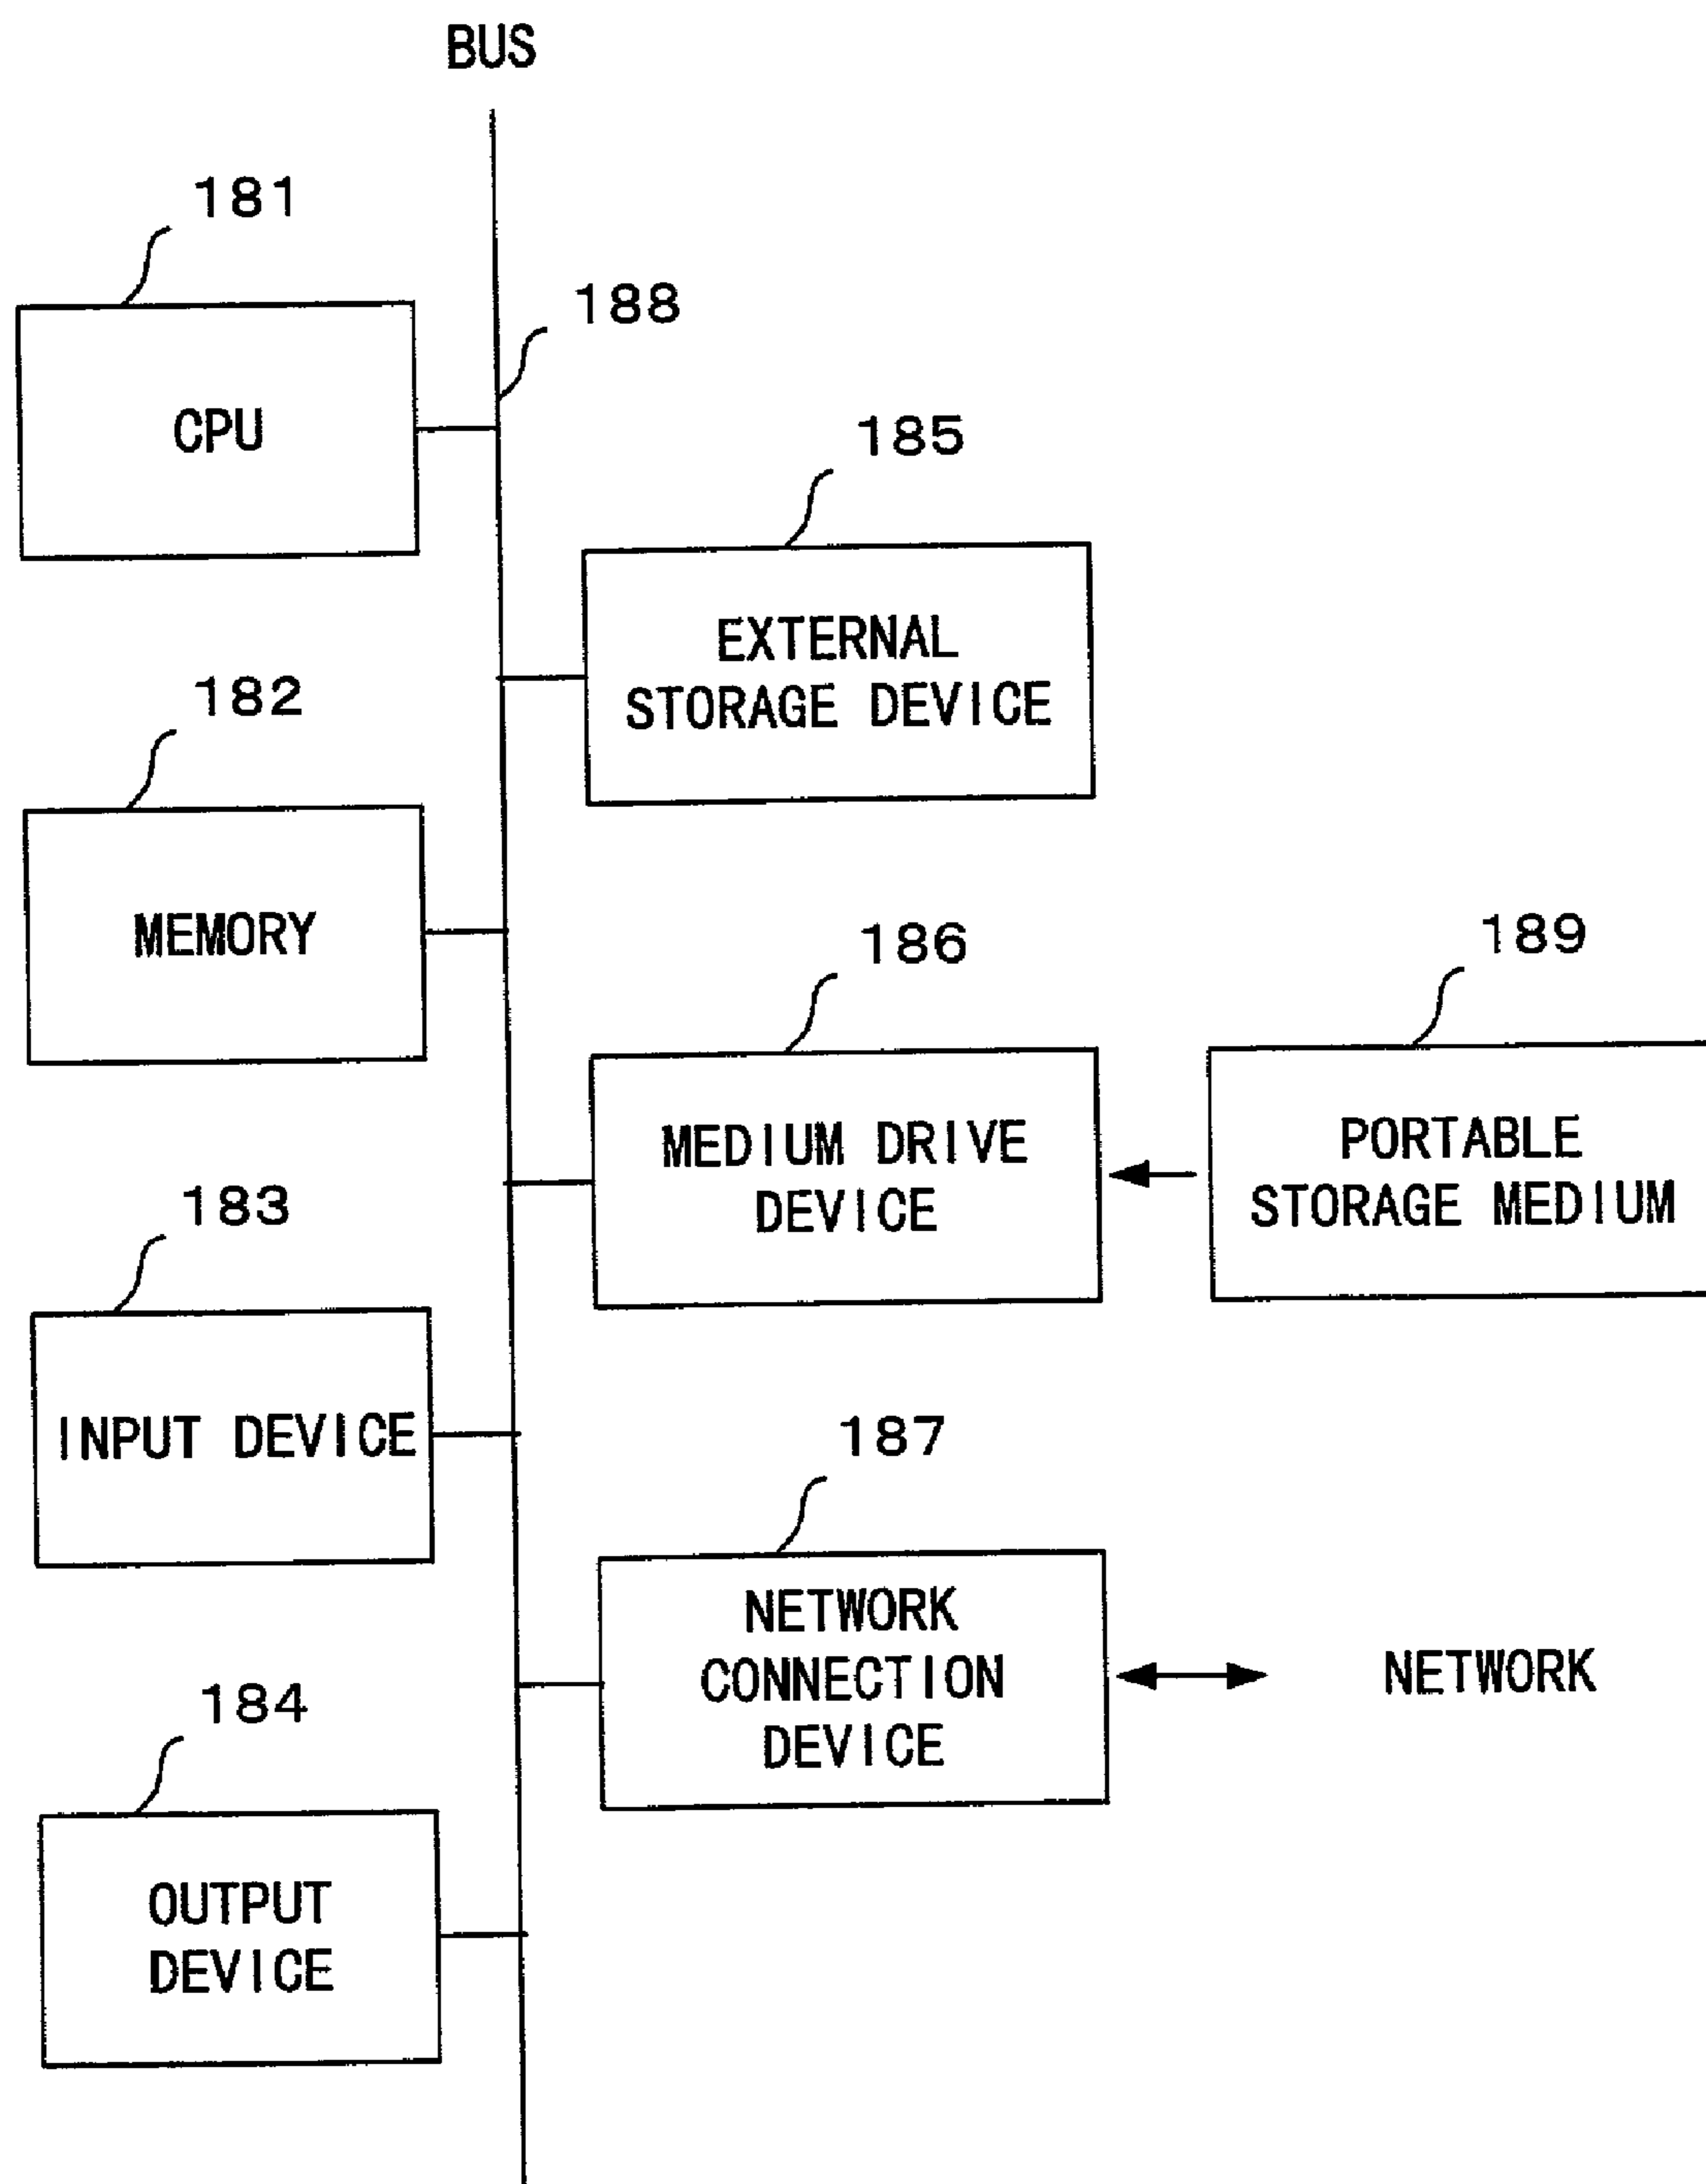 BUS
181
188
CPU
185
EXTERNAL
STORAGE DEVICE
182
MEMORY
186
189
MEDIUM DRIVE
DEVICE
PORTABLE
STORAGE MEDIUM
183
INPUT DEVICE
187
NETWORK
CONNECTION
DEVICE
NETWORK
184
OUTPUT
DEVICE